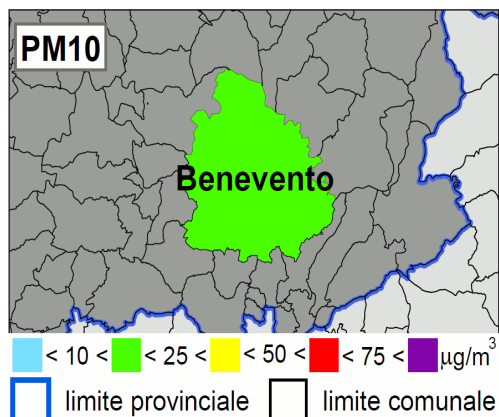 PM10
Benevento
< 10 < < 25 < < 50 < < 75 < µg/m³
limite provinciale limite comunale